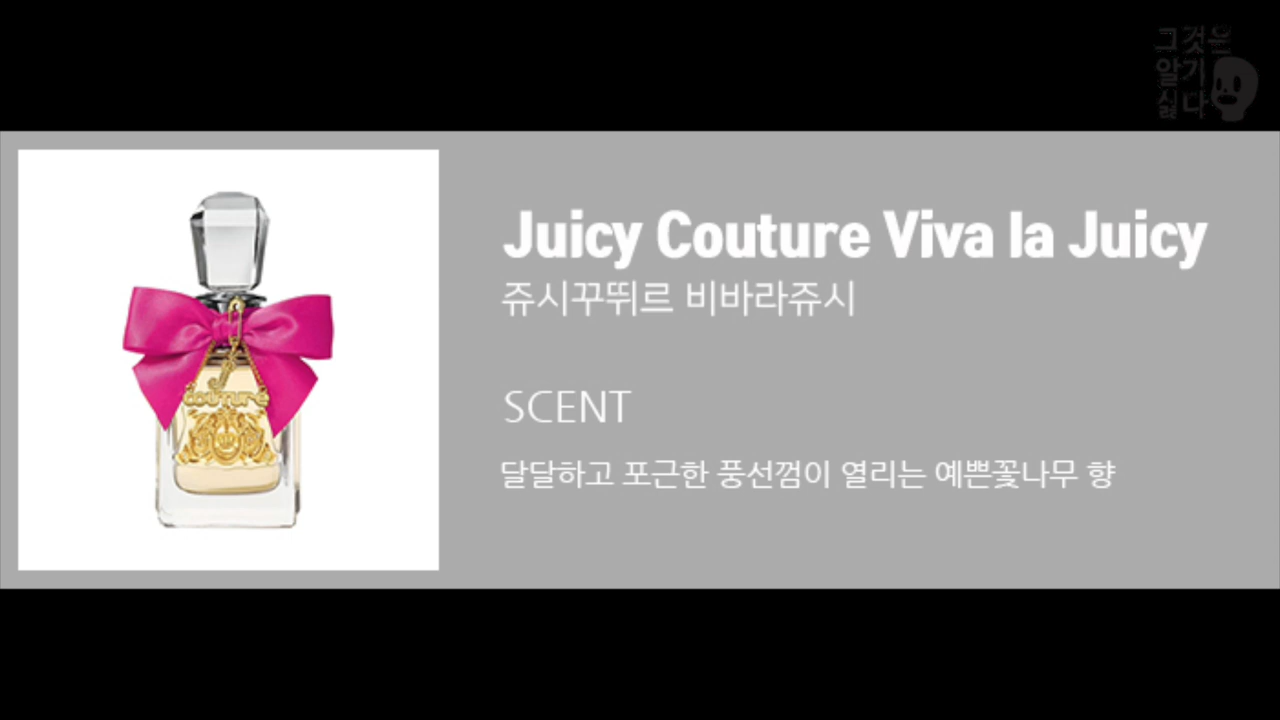 그것은
알기
싫다
Juicy Couture Viva la Juicy
쥬시꾸뛰르 비바라쥬시
SCENT
달달하고 포근한 풍선껌이 열리는 예쁜꽃나무 향
couture